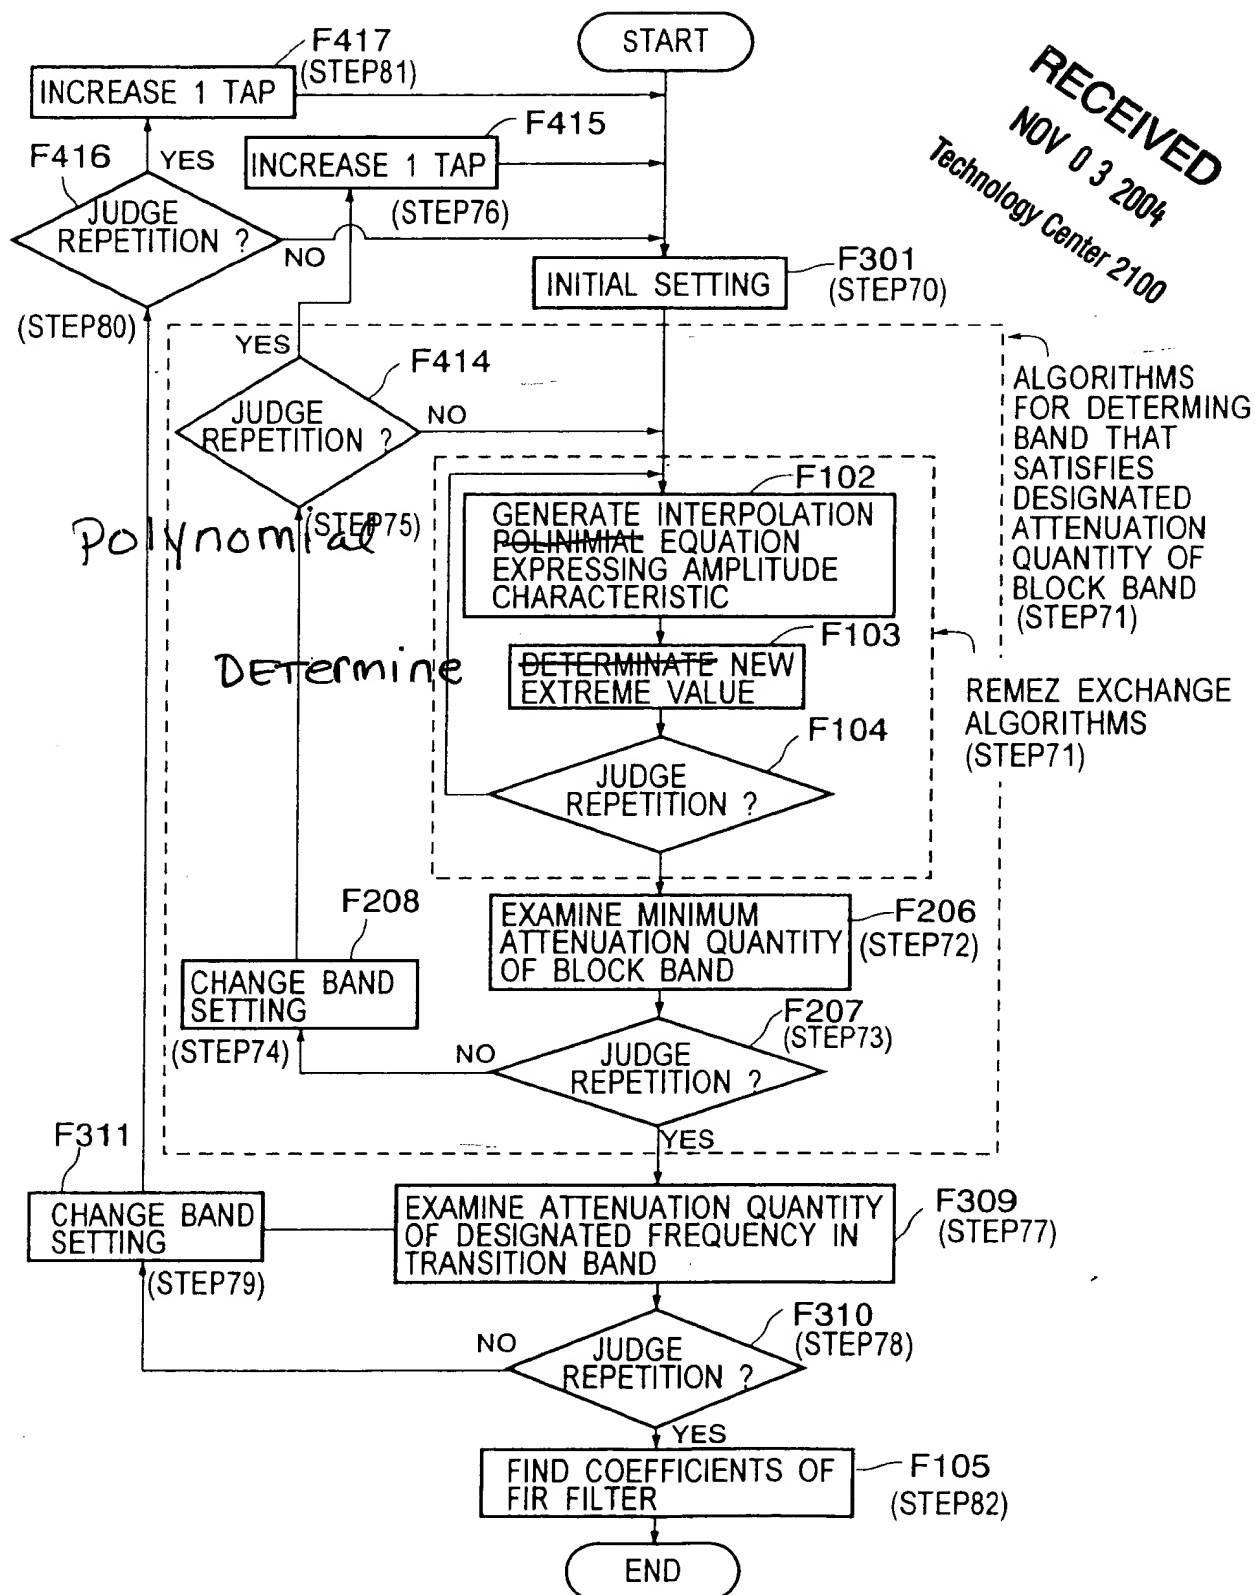 START
F417
(STEP81)
INCREASE 1 TAP
F415
INCREASE 1 TAP
(STEP76)
F416
YES
JUDGE
REPETITION ?
NO
(STEP80)
RECEIVED
NOV 03 2004
Technology Center 2100
INITIAL SETTING
F301
(STEP70)
YES
F414
JUDGE
REPETITION ?
NO
(STEP75)
ALGORITHMS
FOR DETERMING
BAND THAT
SATISFIES
DESIGNATED
ATTENUATION
QUANTITY OF
BLOCK BAND
(STEP71)
F102
GENERATE INTERPOLATION
POLINIMIAL EQUATION
EXPRESSING AMPLITUDE
CHARACTERISTIC
Polynomial
F103
DETERMINATE NEW
EXTREME VALUE
Determine
REMEZ EXCHANGE
ALGORITHMS
(STEP71)
F104
JUDGE
REPETITION ?
F208
CHANGE BAND
SETTING
(STEP74)
EXAMINE MINIMUM
ATTENUATION QUANTITY
OF BLOCK BAND
F206
(STEP72)
F207
(STEP73)
NO
JUDGE
REPETITION ?
YES
F311
CHANGE BAND
SETTING
(STEP79)
EXAMINE ATTENUATION QUANTITY
OF DESIGNATED FREQUENCY IN
TRANSITION BAND
F309
(STEP77)
F310
(STEP78)
NO
JUDGE
REPETITION ?
YES
FIND COEFFICIENTS OF
FIR FILTER
F105
(STEP82)
END